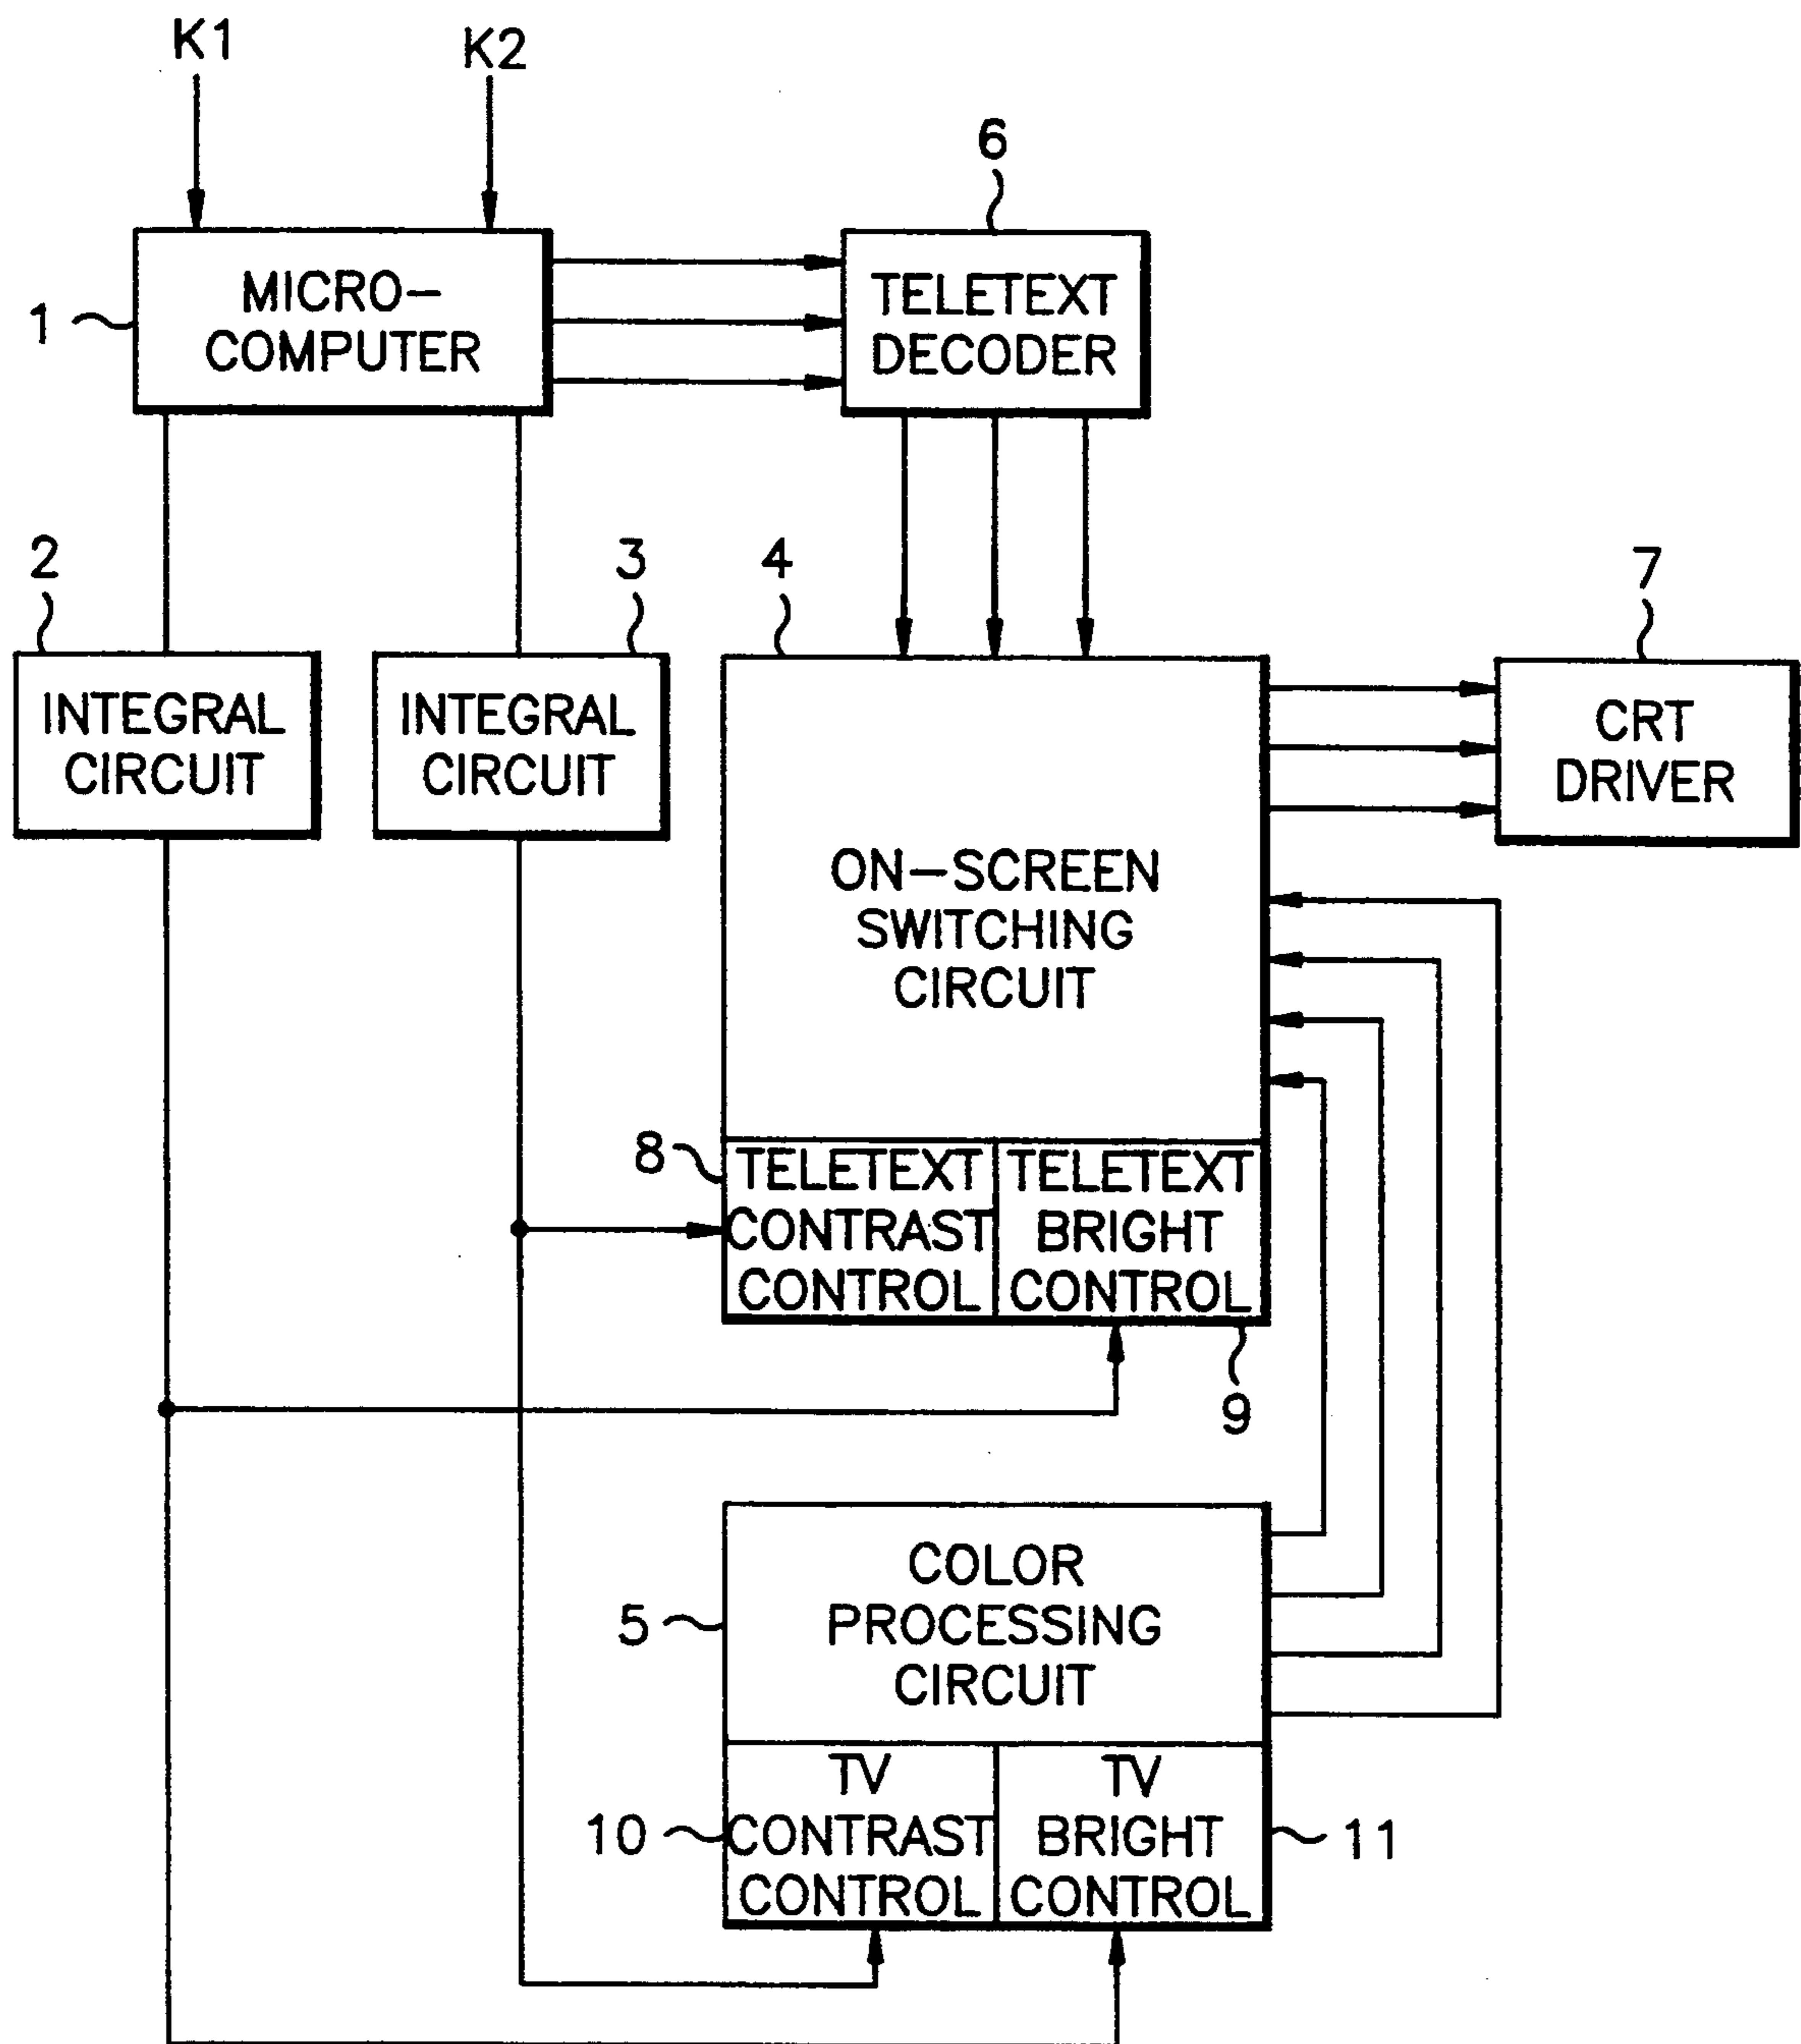 K1
K2
6
MICRO-
COMPUTER
1
TELETEXT
DECODER
2
3
4
7
INTEGRAL
CIRCUIT
INTEGRAL
CIRCUIT
CRT
DRIVER
ON-SCREEN
SWITCHING
CIRCUIT
8
TELETEXT
CONTRAST
CONTROL
TELETEXT
BRIGHT
CONTROL
9
5
COLOR
PROCESSING
CIRCUIT
10
TV
CONTRAST
CONTROL
TV
BRIGHT
CONTROL
11